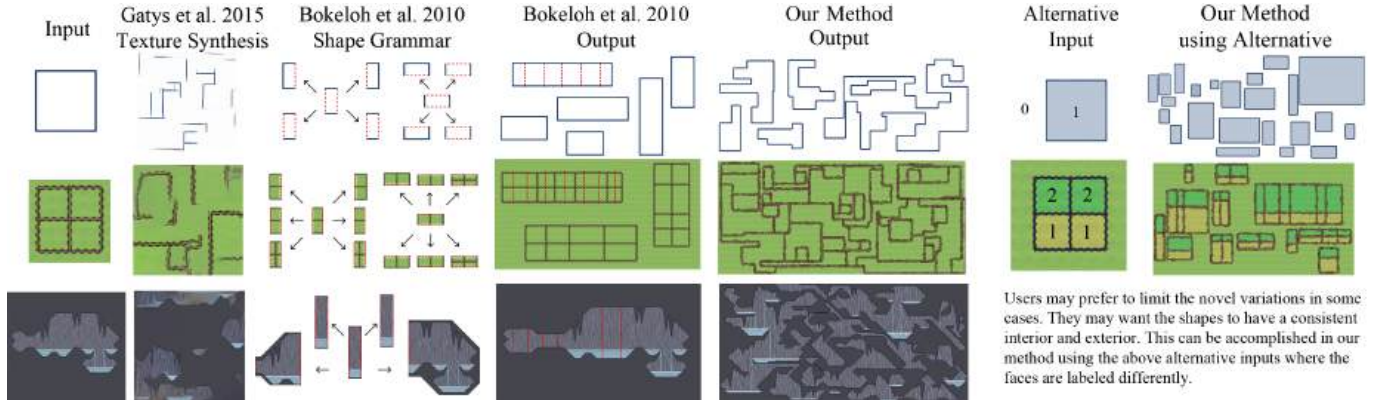 Input
Gatys et al. 2015
Texture Synthesis
Bokeloh et al. 2010
Shape Grammar
Bokeloh et al. 2010
Output
Our Method
Output
Alternative
Input
Our Method
using Alternative
0
1
2 2
1 1
Users may prefer to limit the novel variations in some
cases. They may want the shapes to have a consistent
interior and exterior. This can be accomplished in our
method using the above alternative inputs where the
faces are labeled differently.